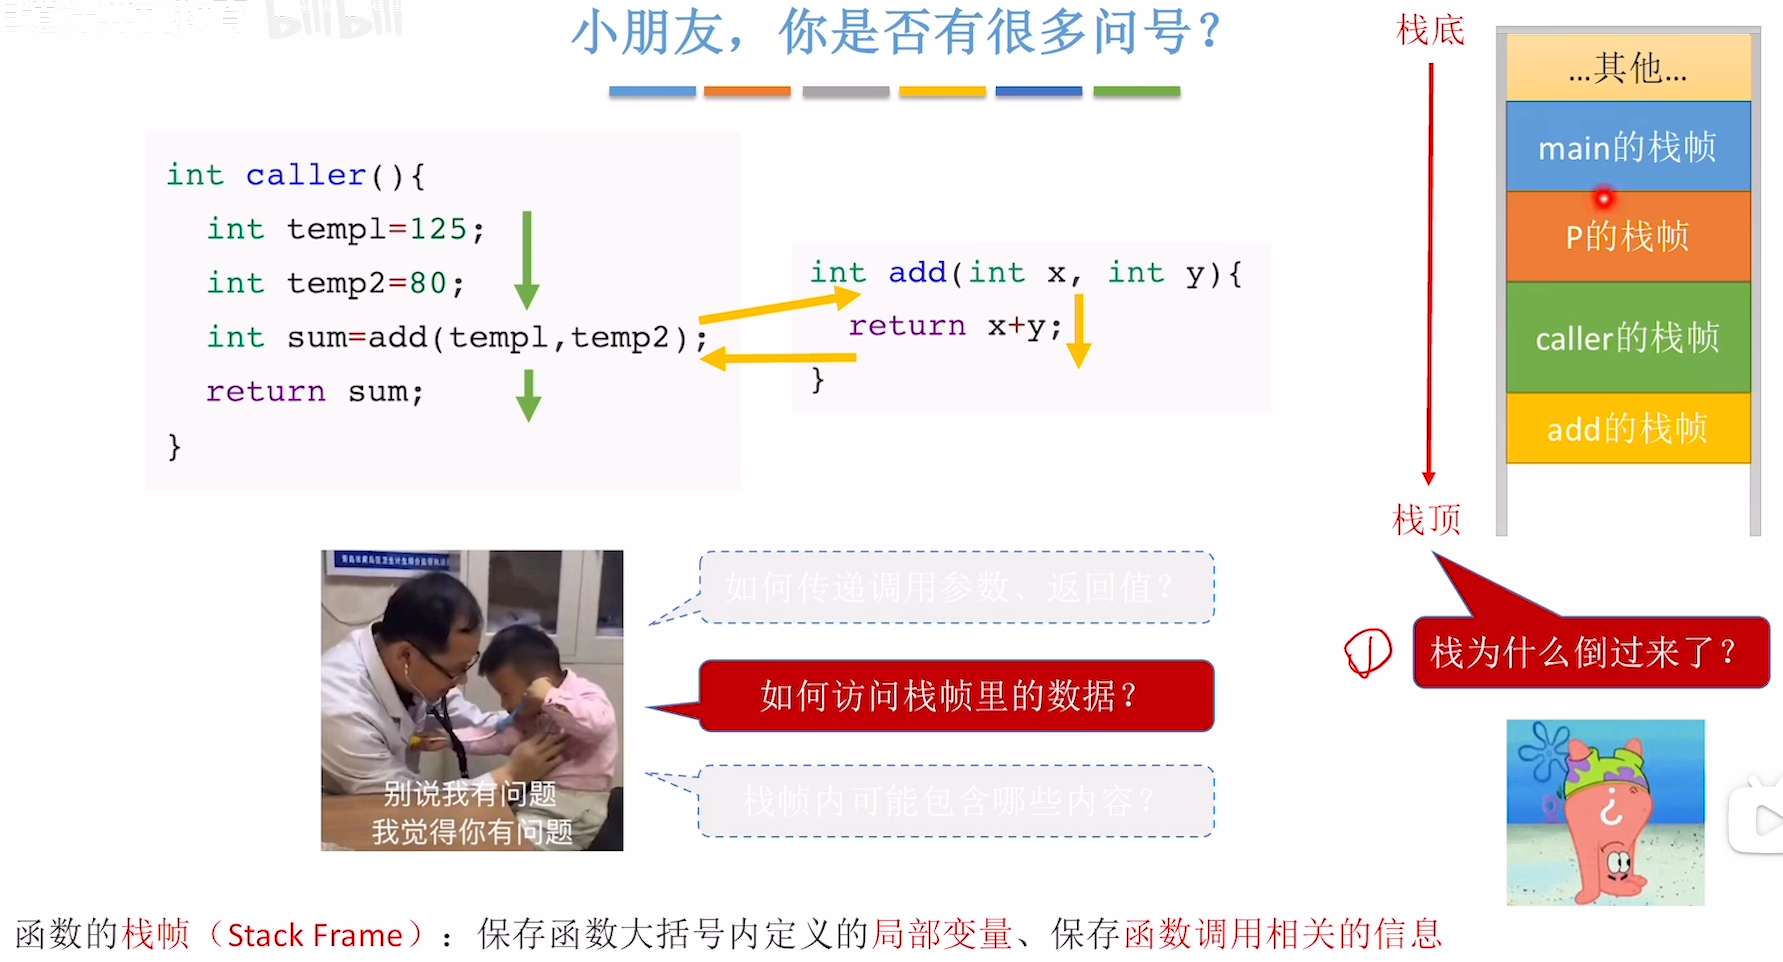 bilibili
小朋友，你是否有很多问号？
int caller(){
int temp1=125;
int temp2=80;
int sum=add(temp1,temp2);
return sum;
}
int add(int x, int y){
return x+y;
}
栈底
栈顶
...其他...
main的栈帧
P的栈帧
caller的栈帧
add的栈帧
①
栈为什么倒过来了？
如何传递调用参数、返回值？
如何访问栈帧里的数据？
栈帧内可能包含哪些内容？
别说我有问题
我觉得你有问题
¿
函数的栈帧（Stack Frame）：保存函数大括号内定义的局部变量、保存函数调用相关的信息